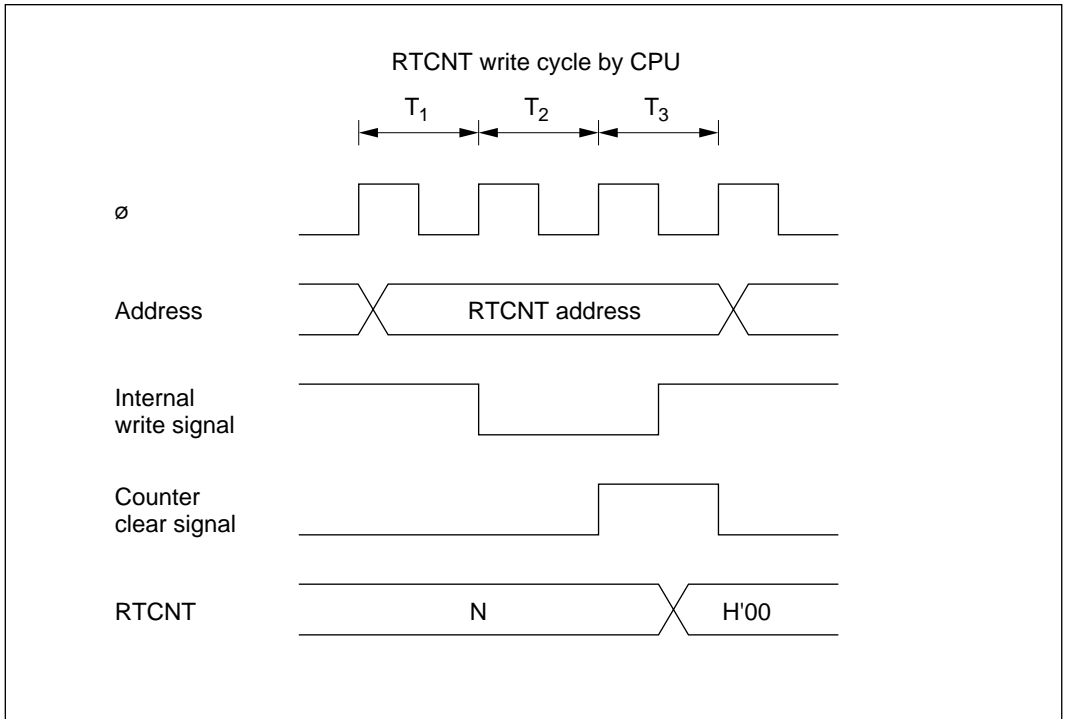 RTCNT write cycle by CPU
T1 T2 T3
ø
Address RTCNT address
Internal
write signal
Counter
clear signal
RTCNT N H'00